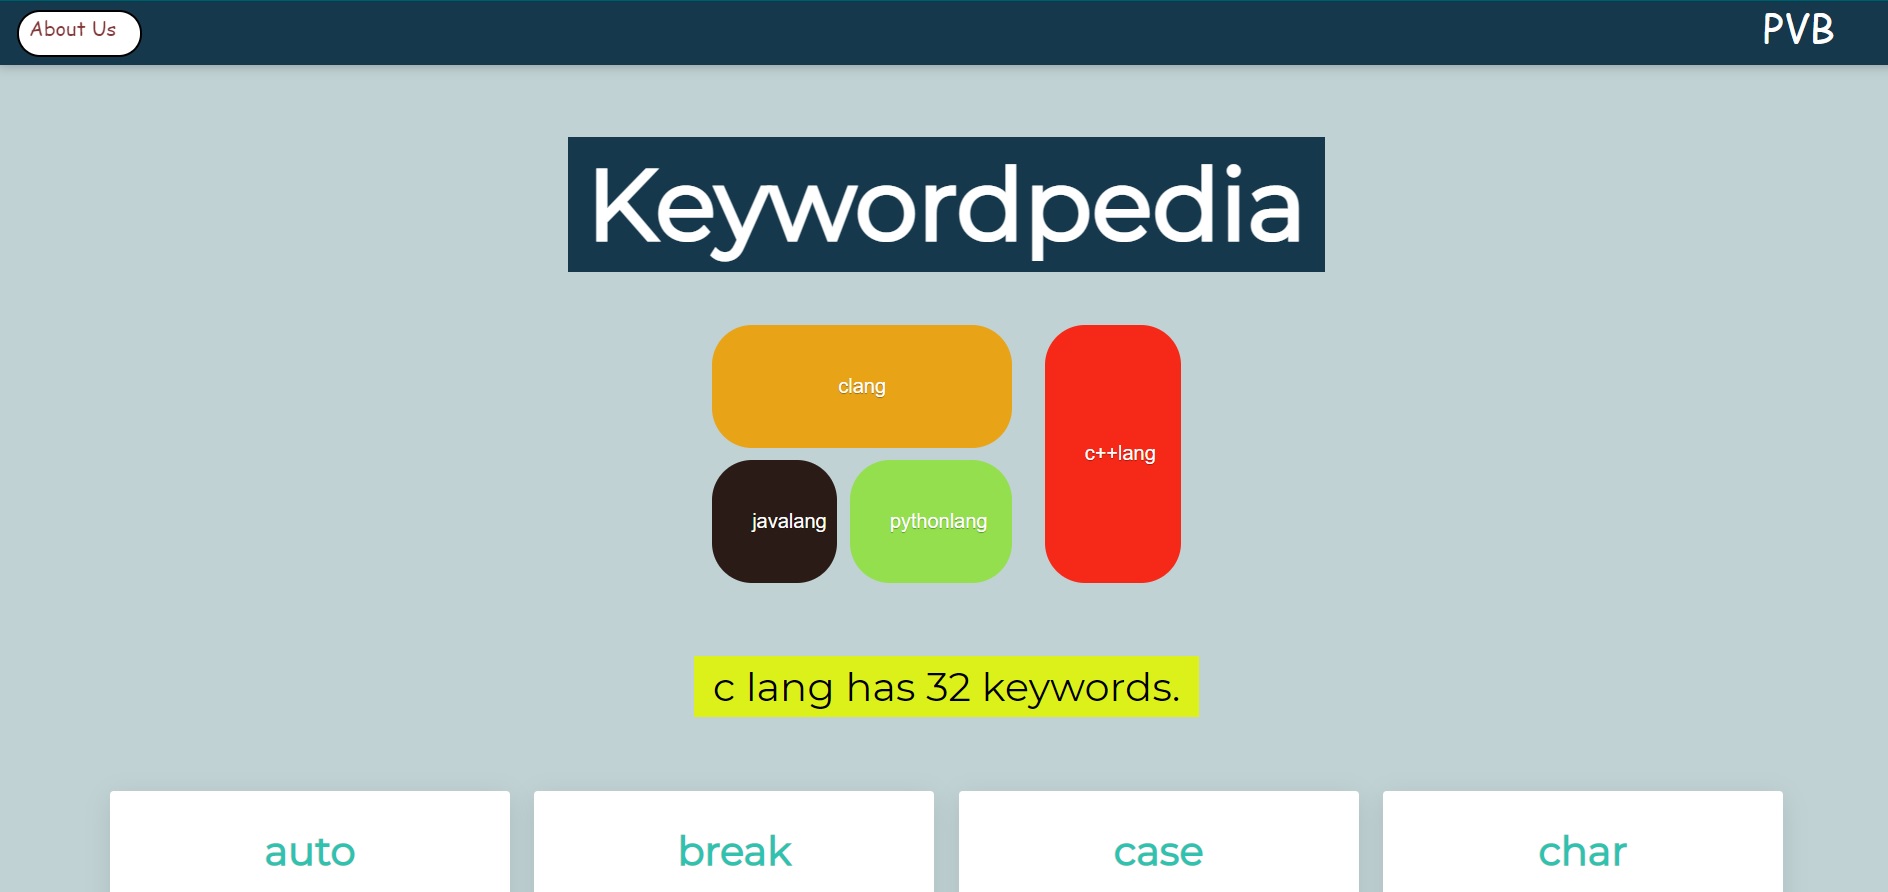 About Us
PVB
Keywordpedia
clang
c++lang
javalang
pythonlang
c lang has 32 keywords.
auto
break
case
char